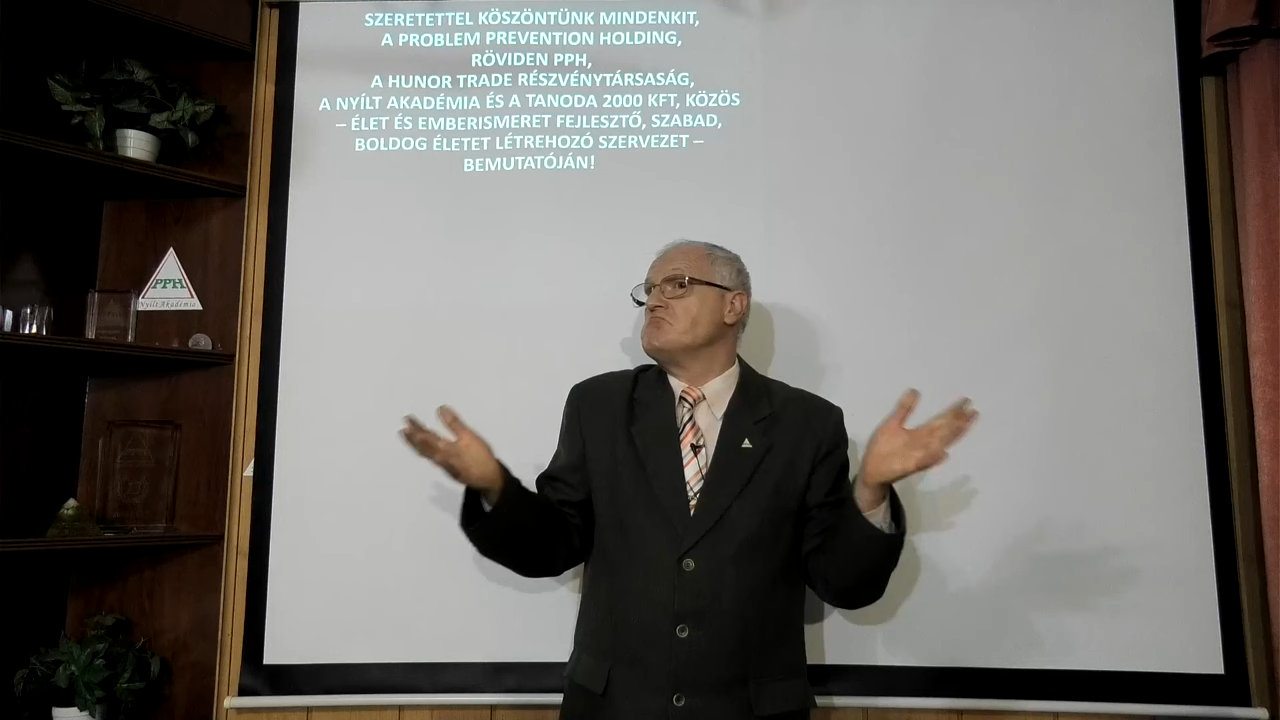 SZERETETTEL KÖSZÖNTÜNK MINDENKIT,
A PROBLEM PREVENTION HOLDING,
RÖVIDEN PPH,
A HUNOR TRADE RÉSZVÉNYTÁRSASÁG,
A NYÍLT AKADÉMIA ÉS A TANODA 2000 KFT, KÖZÖS
– ÉLET ÉS EMBERISMERET FEJLESZTŐ, SZABAD,
BOLDOG ÉLETET LÉTREHOZÓ SZERVEZET –
BEMUTATÓJÁN!
PPH
Nyílt Akadémia